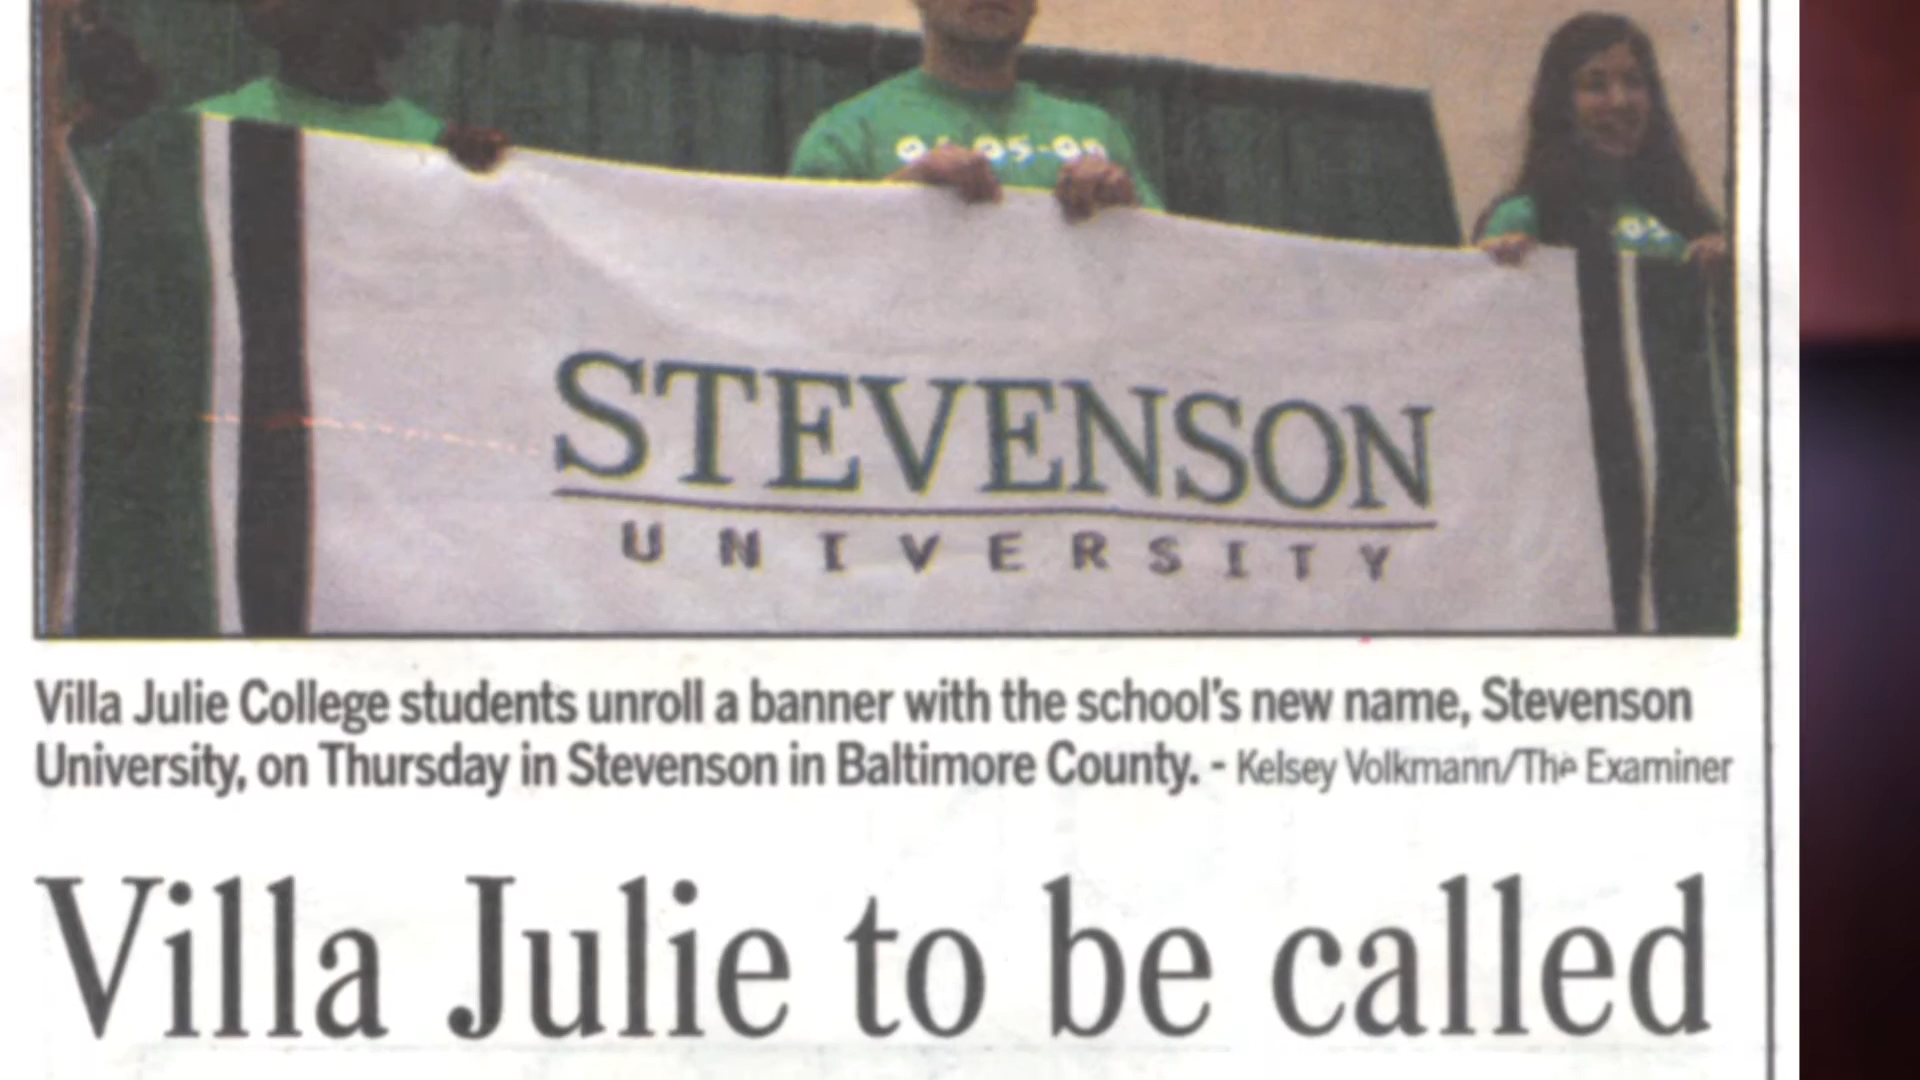 STEVENSON
UNIVERSITY
Villa Julie College students unroll a banner with the school's new name, Stevenson
University, on Thursday in Stevenson in Baltimore County. - Kelsey Volkmann/The Examiner
Villa Julie to be called